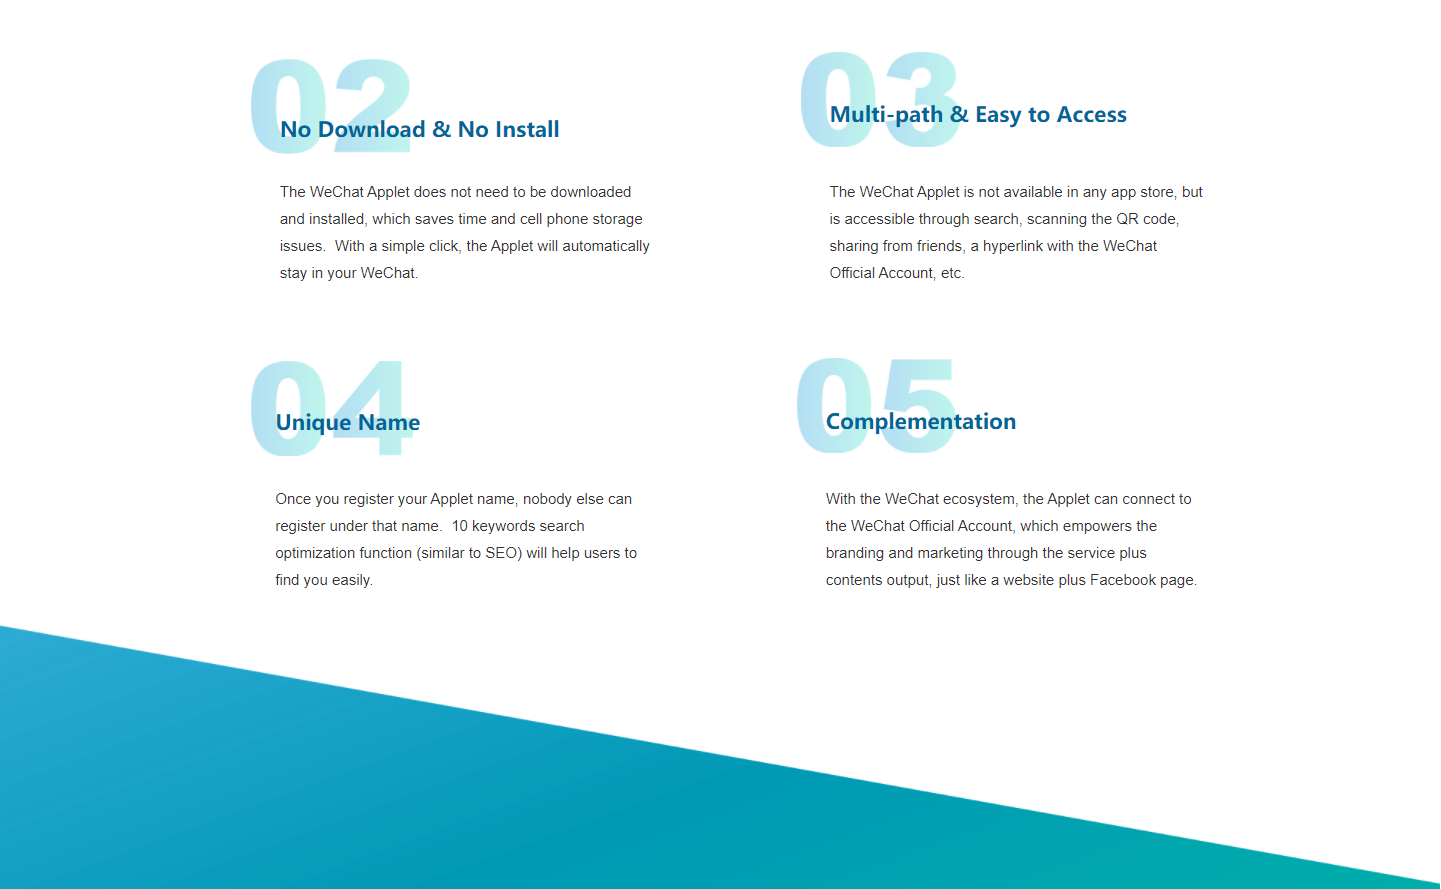 02
No Download & No Install
The WeChat Applet does not need to be downloaded
and installed, which saves time and cell phone storage
issues.  With a simple click, the Applet will automatically
stay in your WeChat.
03
Multi-path & Easy to Access
The WeChat Applet is not available in any app store, but
is accessible through search, scanning the QR code,
sharing from friends, a hyperlink with the WeChat
Official Account, etc.
04
Unique Name
Once you register your Applet name, nobody else can
register under that name.  10 keywords search
optimization function (similar to SEO) will help users to
find you easily.
05
Complementation
With the WeChat ecosystem, the Applet can connect to
the WeChat Official Account, which empowers the
branding and marketing through the service plus
contents output, just like a website plus Facebook page.